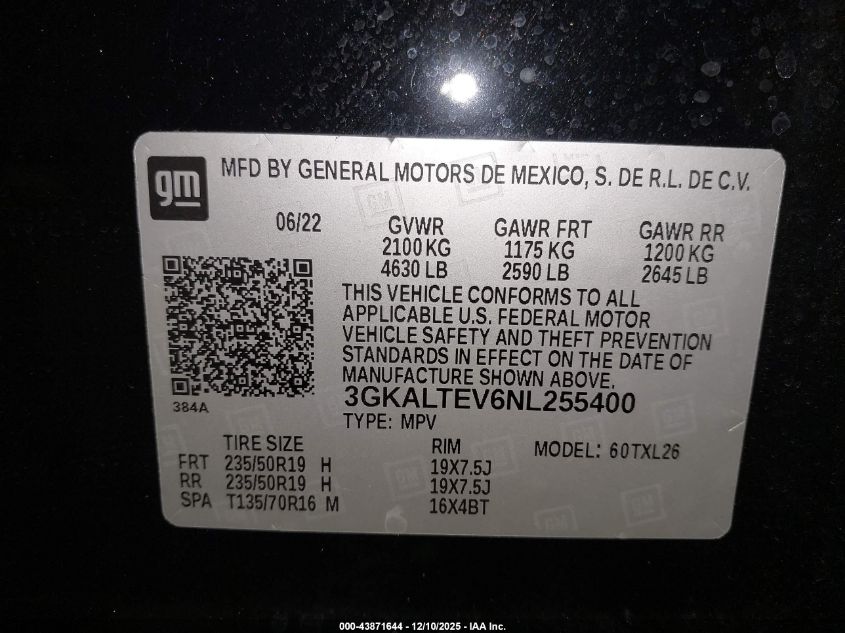 gm
MFD BY GENERAL MOTORS DE MEXICO, S. DE R.L. DE C.V.
06/22
GVWR GAWR FRT GAWR RR
2100 KG 1175 KG 1200 KG
4630 LB 2590 LB 2645 LB
THIS VEHICLE CONFORMS TO ALL
APPLICABLE U.S. FEDERAL MOTOR
VEHICLE SAFETY AND THEFT PREVENTION
STANDARDS IN EFFECT ON THE DATE OF
MANUFACTURE SHOWN ABOVE.
3GKALTEV6NL255400
384A
TYPE: MPV
TIRE SIZE RIM MODEL: 60TXL26
FRT 235/50R19 H 19X7.5J
RR 235/50R19 H 19X7.5J
SPA T135/70R16 M 16X4BT
000-43871644 – 12/10/2025 – IAA Inc.